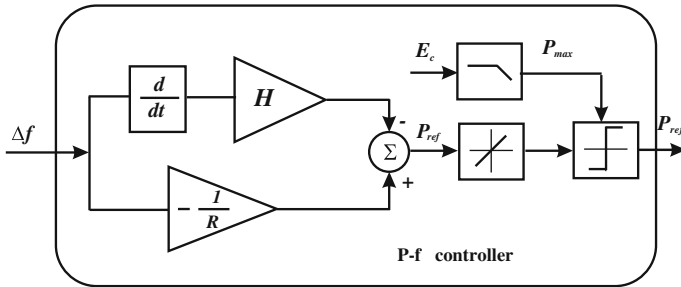 E_c
P_max
d
dt
H
-
Δf
P_ref
P_ref
Σ
+
- 1
R
P-f controller